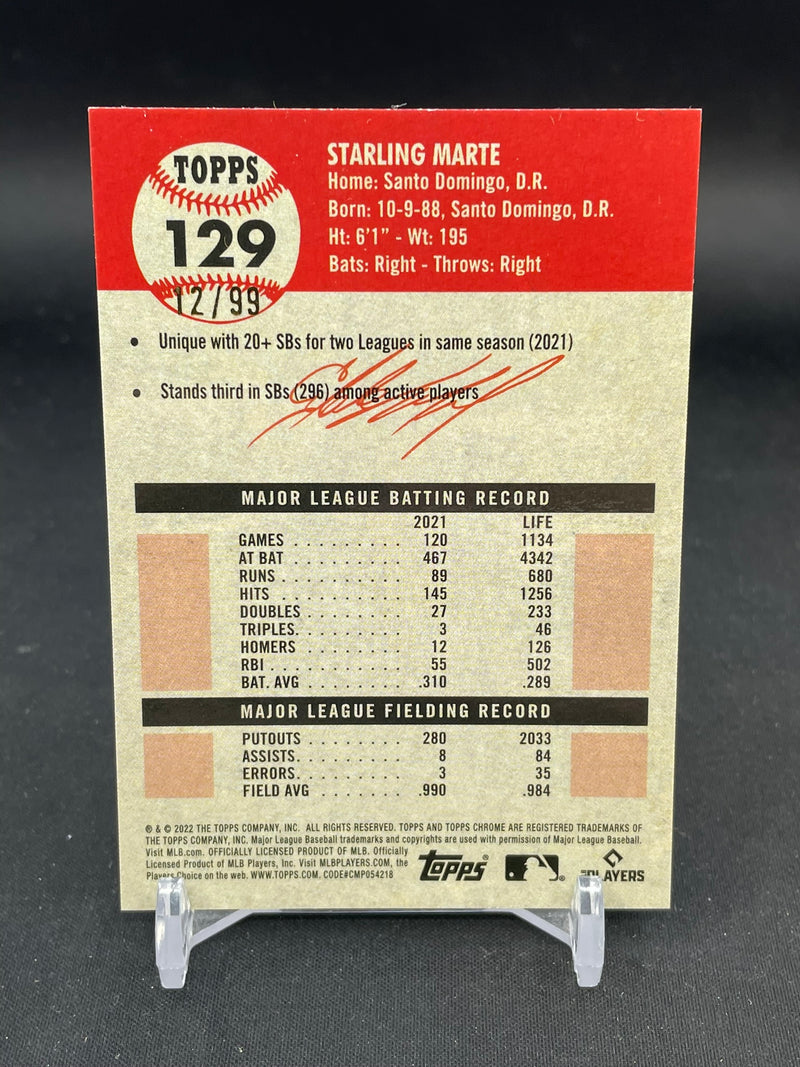 TOPPS
129
12/99
STARLING MARTE
Home: Santo Domingo, D.R.
Born: 10-9-88, Santo Domingo, D.R.
Ht: 6'1" - Wt: 195
Bats: Right - Throws: Right
• Unique with 20+ SBs for two Leagues in same season (2021)
• Stands third in SBs (296) among active players
MAJOR LEAGUE BATTING RECORD
2021 LIFE
GAMES . . . . . . . . . 120 1134
AT BAT . . . . . . . . . 467 4342
RUNS . . . . . . . . . . 89 680
HITS . . . . . . . . . . 145 1256
DOUBLES . . . . . . . . 27 233
TRIPLES. . . . . . . . . 3 46
HOMERS . . . . . . . . 12 126
RBI . . . . . . . . . . . 55 502
BAT. AVG . . . . . . . . .310 .289
MAJOR LEAGUE FIELDING RECORD
PUTOUTS . . . . . . . . 280 2033
ASSISTS. . . . . . . . . 8 84
ERRORS. . . . . . . . . 3 35
FIELD AVG . . . . . . . .990 .984
® & © 2022 THE TOPPS COMPANY, INC. ALL RIGHTS RESERVED. TOPPS AND TOPPS CHROME ARE REGISTERED TRADEMARKS OF
THE TOPPS COMPANY, INC. Major League Baseball trademarks and copyrights are used with permission of Major League Baseball.
Visit MLB.com. OFFICIALLY LICENSED PRODUCT OF MLB. Officially
Licensed Product of MLB Players, Inc. Visit MLBPLAYERS.COM, the
Players Choice on the web. WWW.TOPPS.COM. CODE#CMP054218
Topps®
PLAYERS